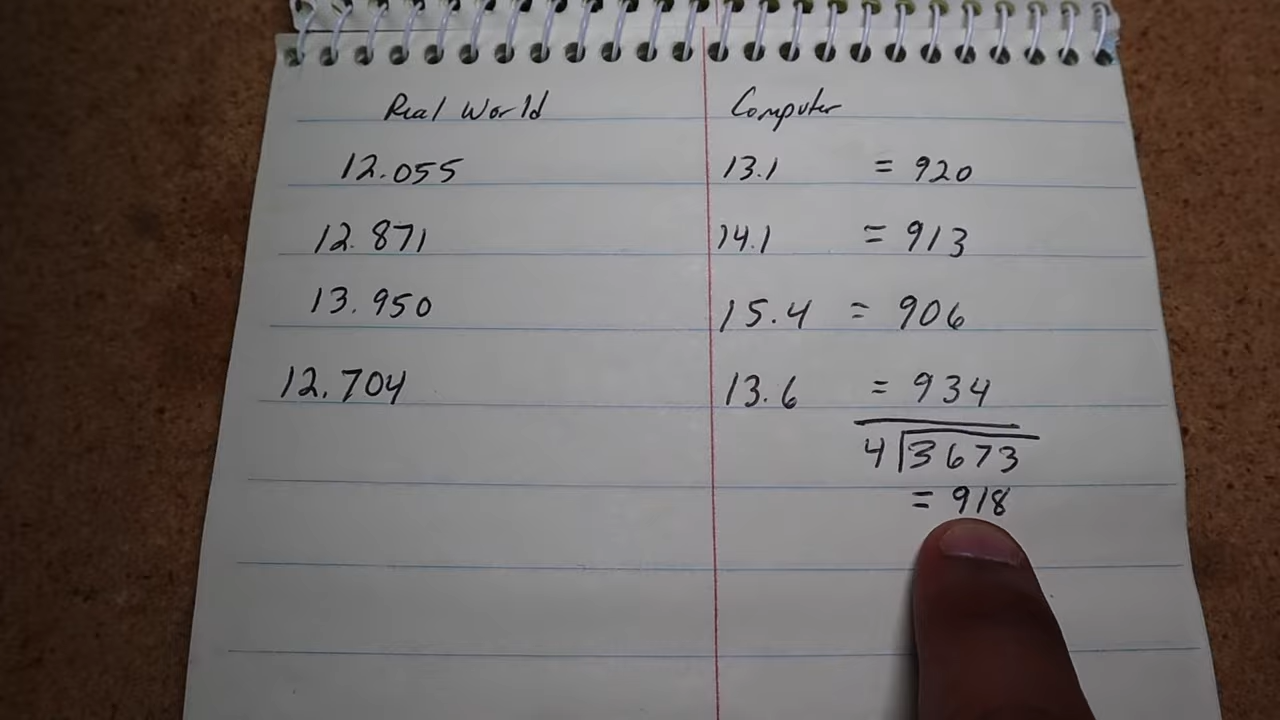 Real World Computer
12.055 13.1 = 920
12.871 14.1 = 913
13.950 15.4 = 906
12.704 13.6 = 934
4 3673
= 918